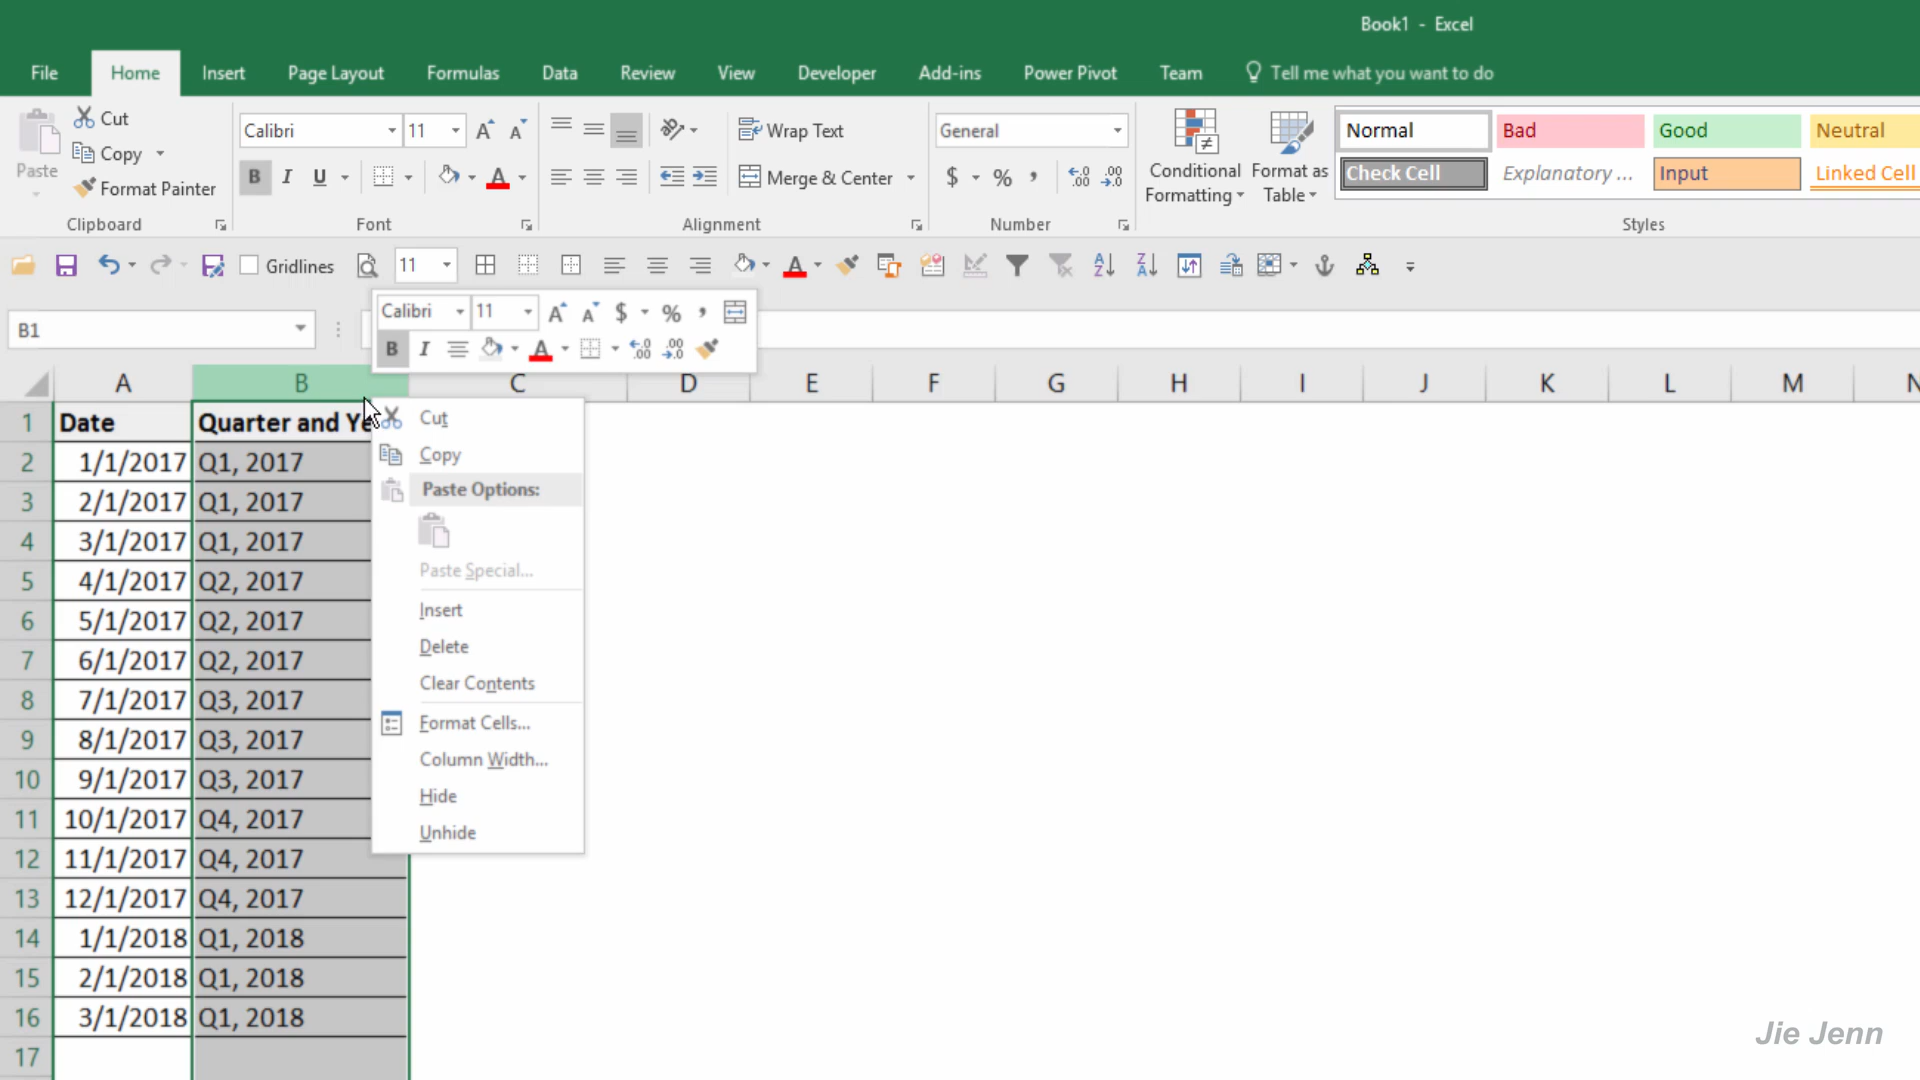 Book1 - Excel
File Home Insert Page Layout Formulas Data Review View Developer Add-ins Power Pivot Team Tell me what you want to do
Paste
Cut
Copy
Format Painter
Clipboard
Calibri 11
B I U
Font
Wrap Text
Merge & Center
Alignment
General
$ % ,
Number
Conditional Formatting
Format as Table
Normal Bad Good Neutral
Check Cell Explanatory ... Input Linked Cell
Styles
Gridlines 11
Calibri 11 $ % ,
B I
B1
A B C D E F G H I J K L M N
1 Date Quarter and Ye
2 1/1/2017 Q1, 2017
3 2/1/2017 Q1, 2017
4 3/1/2017 Q1, 2017
5 4/1/2017 Q2, 2017
6 5/1/2017 Q2, 2017
7 6/1/2017 Q2, 2017
8 7/1/2017 Q3, 2017
9 8/1/2017 Q3, 2017
10 9/1/2017 Q3, 2017
11 10/1/2017 Q4, 2017
12 11/1/2017 Q4, 2017
13 12/1/2017 Q4, 2017
14 1/1/2018 Q1, 2018
15 2/1/2018 Q1, 2018
16 3/1/2018 Q1, 2018
17
Cut
Copy
Paste Options:
Paste Special...
Insert
Delete
Clear Contents
Format Cells...
Column Width...
Hide
Unhide
Jie Jenn